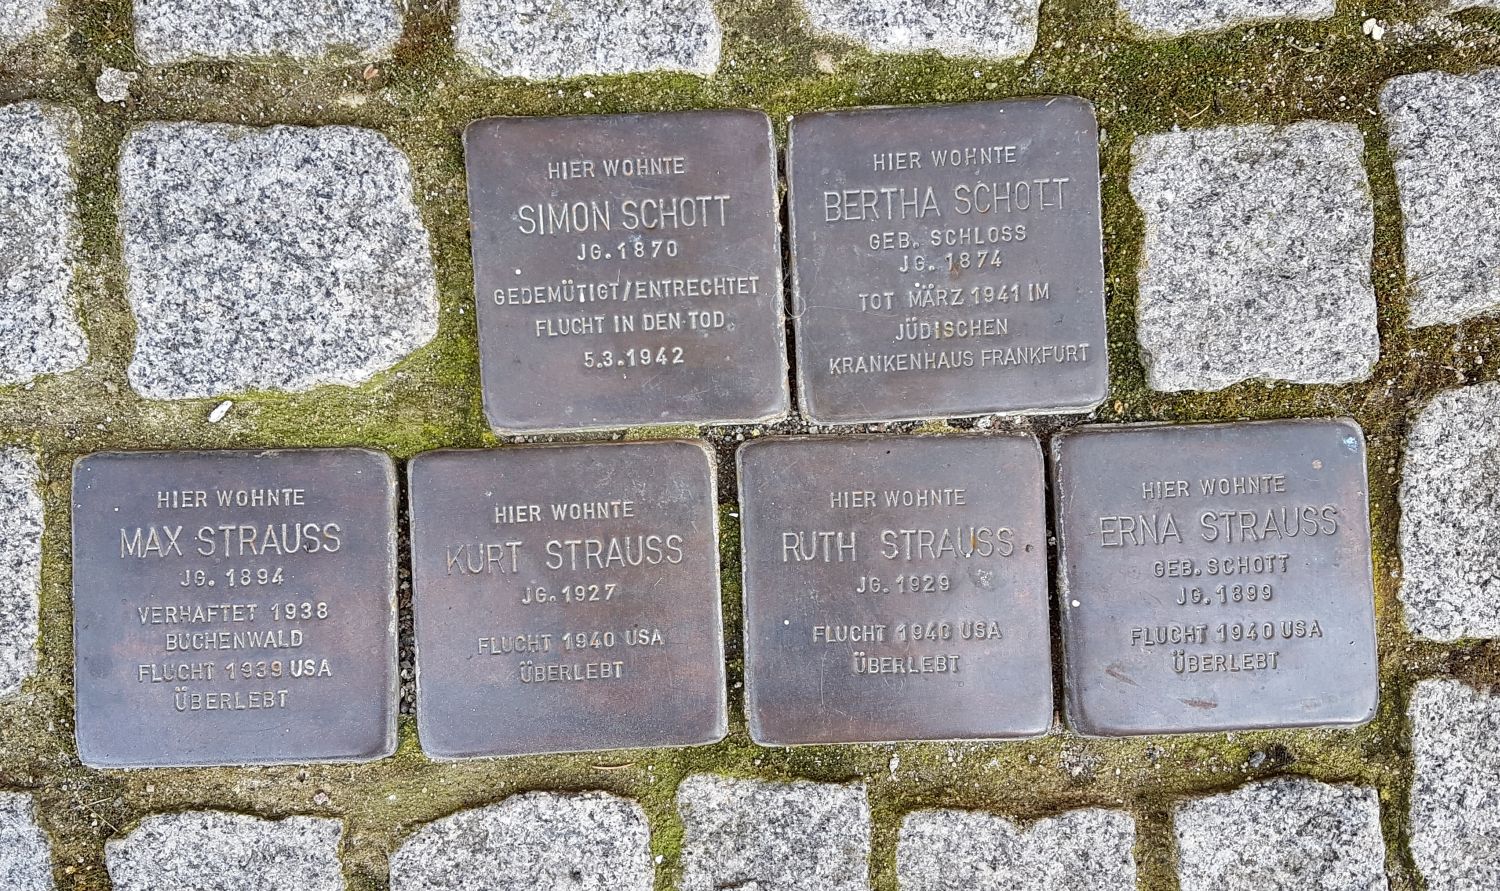 HIER WOHNTE
SIMON SCHOTT
JG. 1870
GEDEMÜTIGT/ENTRECHTET
FLUCHT IN DEN TOD
5.3.1942
HIER WOHNTE
BERTHA SCHOTT
GEB. SCHLOSS
JG. 1874
TOT MÄRZ 1941 IM
JÜDISCHEN
KRANKENHAUS FRANKFURT
HIER WOHNTE
MAX STRAUSS
JG. 1894
VERHAFTET 1938
BUCHENWALD
FLUCHT 1939 USA
ÜBERLEBT
HIER WOHNTE
KURT STRAUSS
JG. 1927
FLUCHT 1940 USA
ÜBERLEBT
HIER WOHNTE
RUTH STRAUSS
JG. 1929
FLUCHT 1940 USA
ÜBERLEBT
HIER WOHNTE
ERNA STRAUSS
GEB. SCHOTT
JG. 1899
FLUCHT 1940 USA
ÜBERLEBT